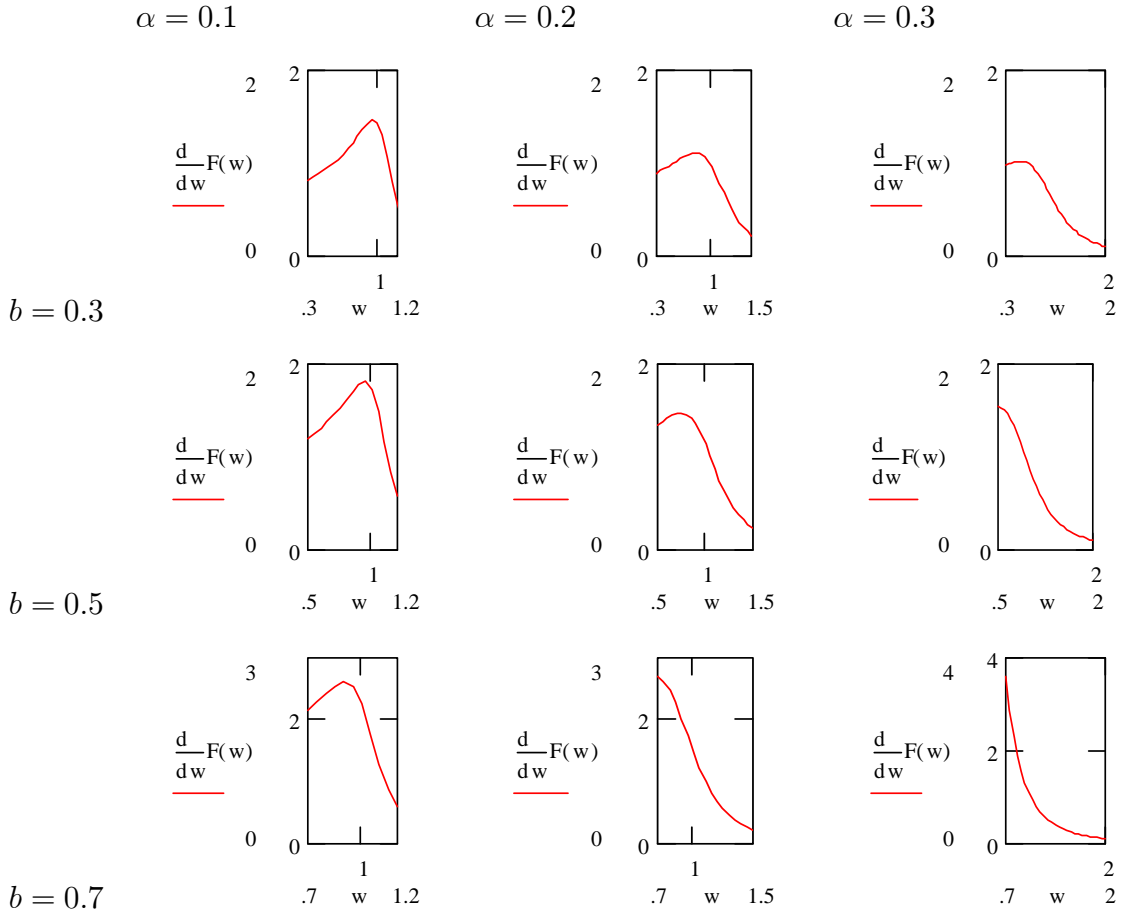 α = 0.1 α = 0.2 α = 0.3
2 2 2 2 2 2
d/dw F(w) d/dw F(w) d/dw F(w)
0 0 0 0 0 0
1 1 2
b = 0.3 .3 w 1.2 .3 w 1.5 .3 w 2
2 2 2 2 2 2
d/dw F(w) d/dw F(w) d/dw F(w)
0 0 0 0 0 0
1 1 2
b = 0.5 .5 w 1.2 .5 w 1.5 .5 w 2
3 3 4 4
2 2 2
d/dw F(w) d/dw F(w) d/dw F(w)
0 0 0 0 0 0
1 1 2
b = 0.7 .7 w 1.2 .7 w 1.5 .7 w 2